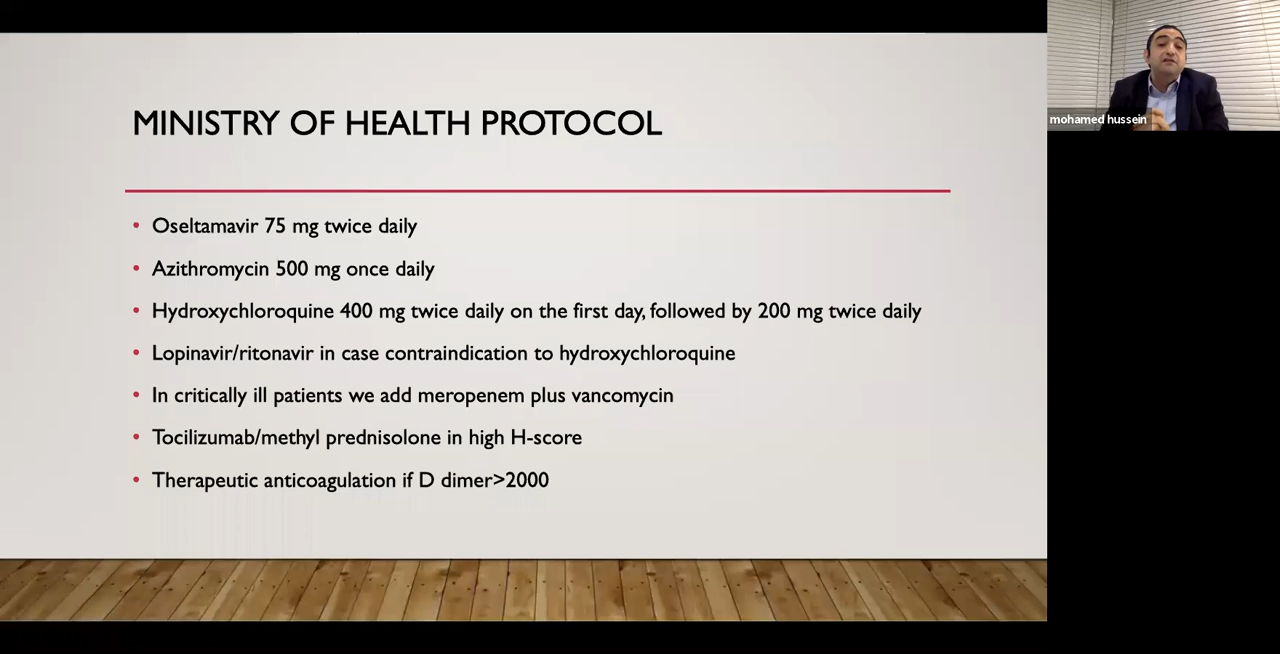 MINISTRY OF HEALTH PROTOCOL
• Oseltamavir 75 mg twice daily
• Azithromycin 500 mg once daily
• Hydroxychloroquine 400 mg twice daily on the first day, followed by 200 mg twice daily
• Lopinavir/ritonavir in case contraindication to hydroxychloroquine
• In critically ill patients we add meropenem plus vancomycin
• Tocilizumab/methyl prednisolone in high H-score
• Therapeutic anticoagulation if D dimer>2000
mohamed hussein